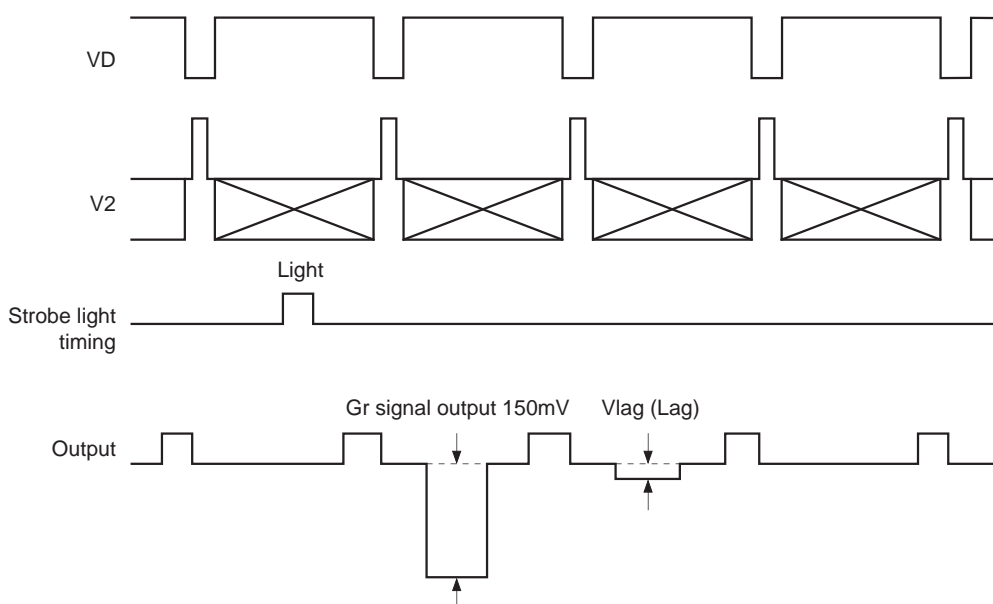 VD
V2
Light
Strobe light
timing
Gr signal output 150mV
Vlag (Lag)
Output